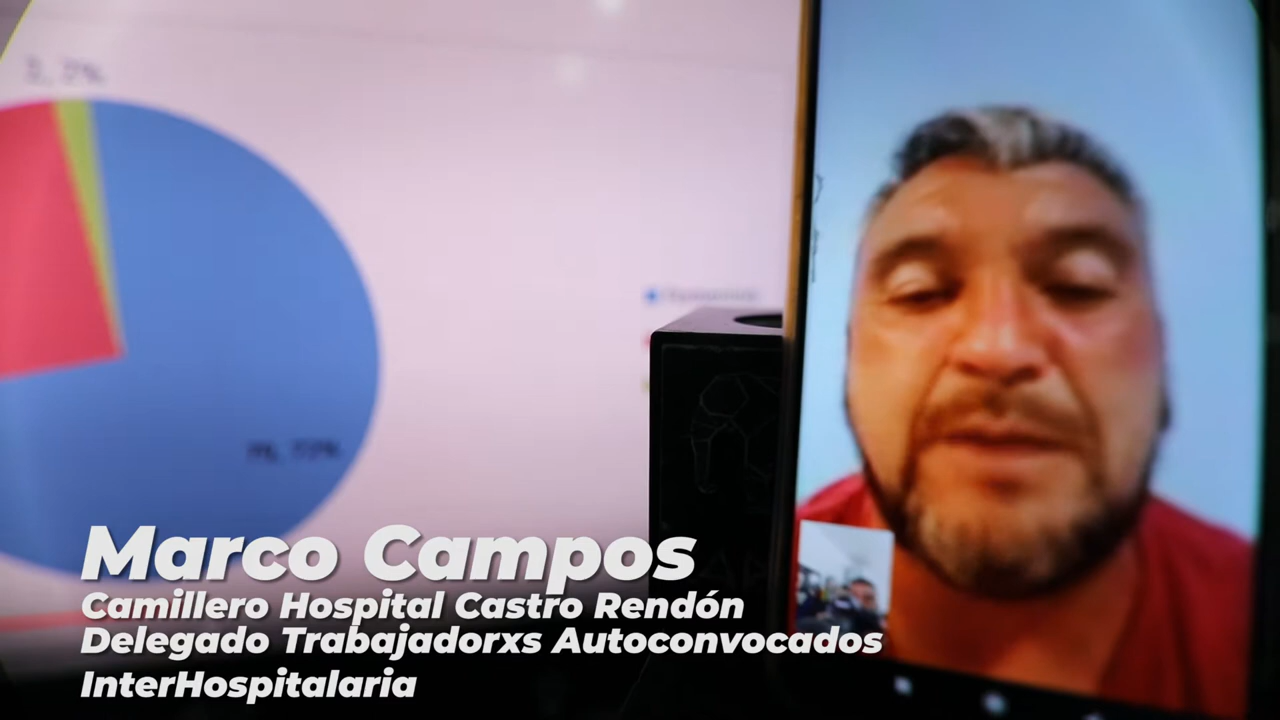 Marco Campos
Camillero Hospital Castro Rendón
Delegado Trabajadorxs Autoconvocados
InterHospitalaria